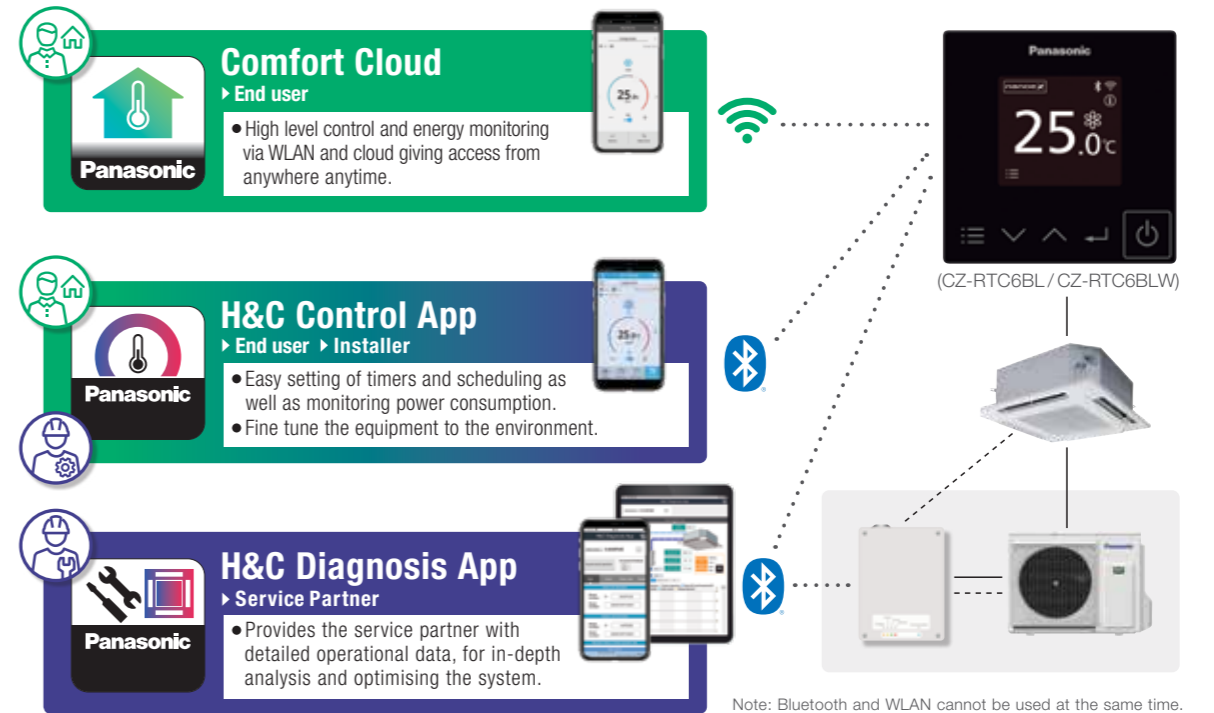 Comfort Cloud
End user
• High level control and energy monitoring
via WLAN and cloud giving access from
anywhere anytime.
Panasonic
25
H&C Control App
End user Installer
• Easy setting of timers and scheduling as
well as monitoring power consumption.
• Fine tune the equipment to the environment.
Panasonic
25
H&C Diagnosis App
Service Partner
• Provides the service partner with
detailed operational data, for in-depth
analysis and optimising the system.
Panasonic
Panasonic
nanoe X
25.0°C
(CZ-RTC6BL / CZ-RTC6BLW)
Note: Bluetooth and WLAN cannot be used at the same time.